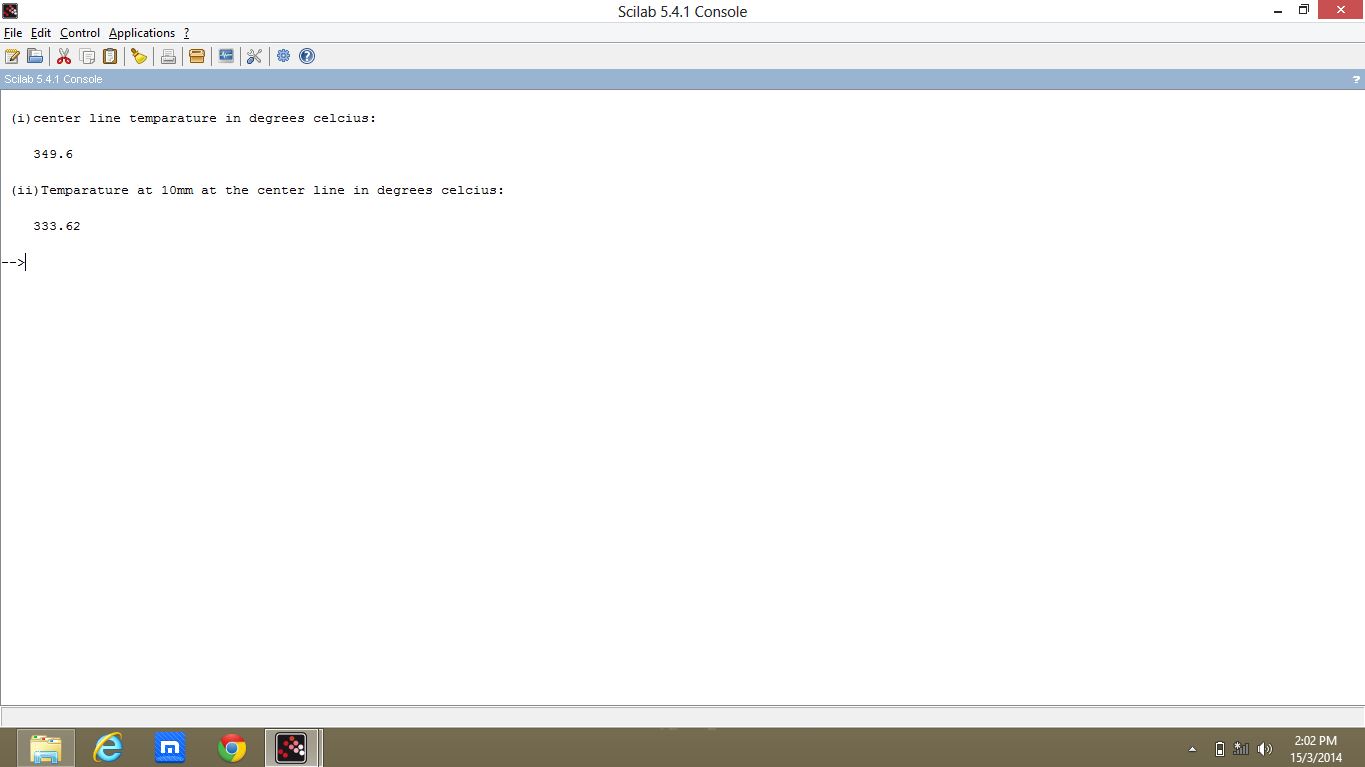 Scilab 5.4.1 Console
File Edit Control Applications ?
Scilab 5.4.1 Console ?
(i)center line temparature in degrees celcius:
349.6
(ii)Temparature at 10mm at the center line in degrees celcius:
333.62
-->
m
2:02 PM
15/3/2014